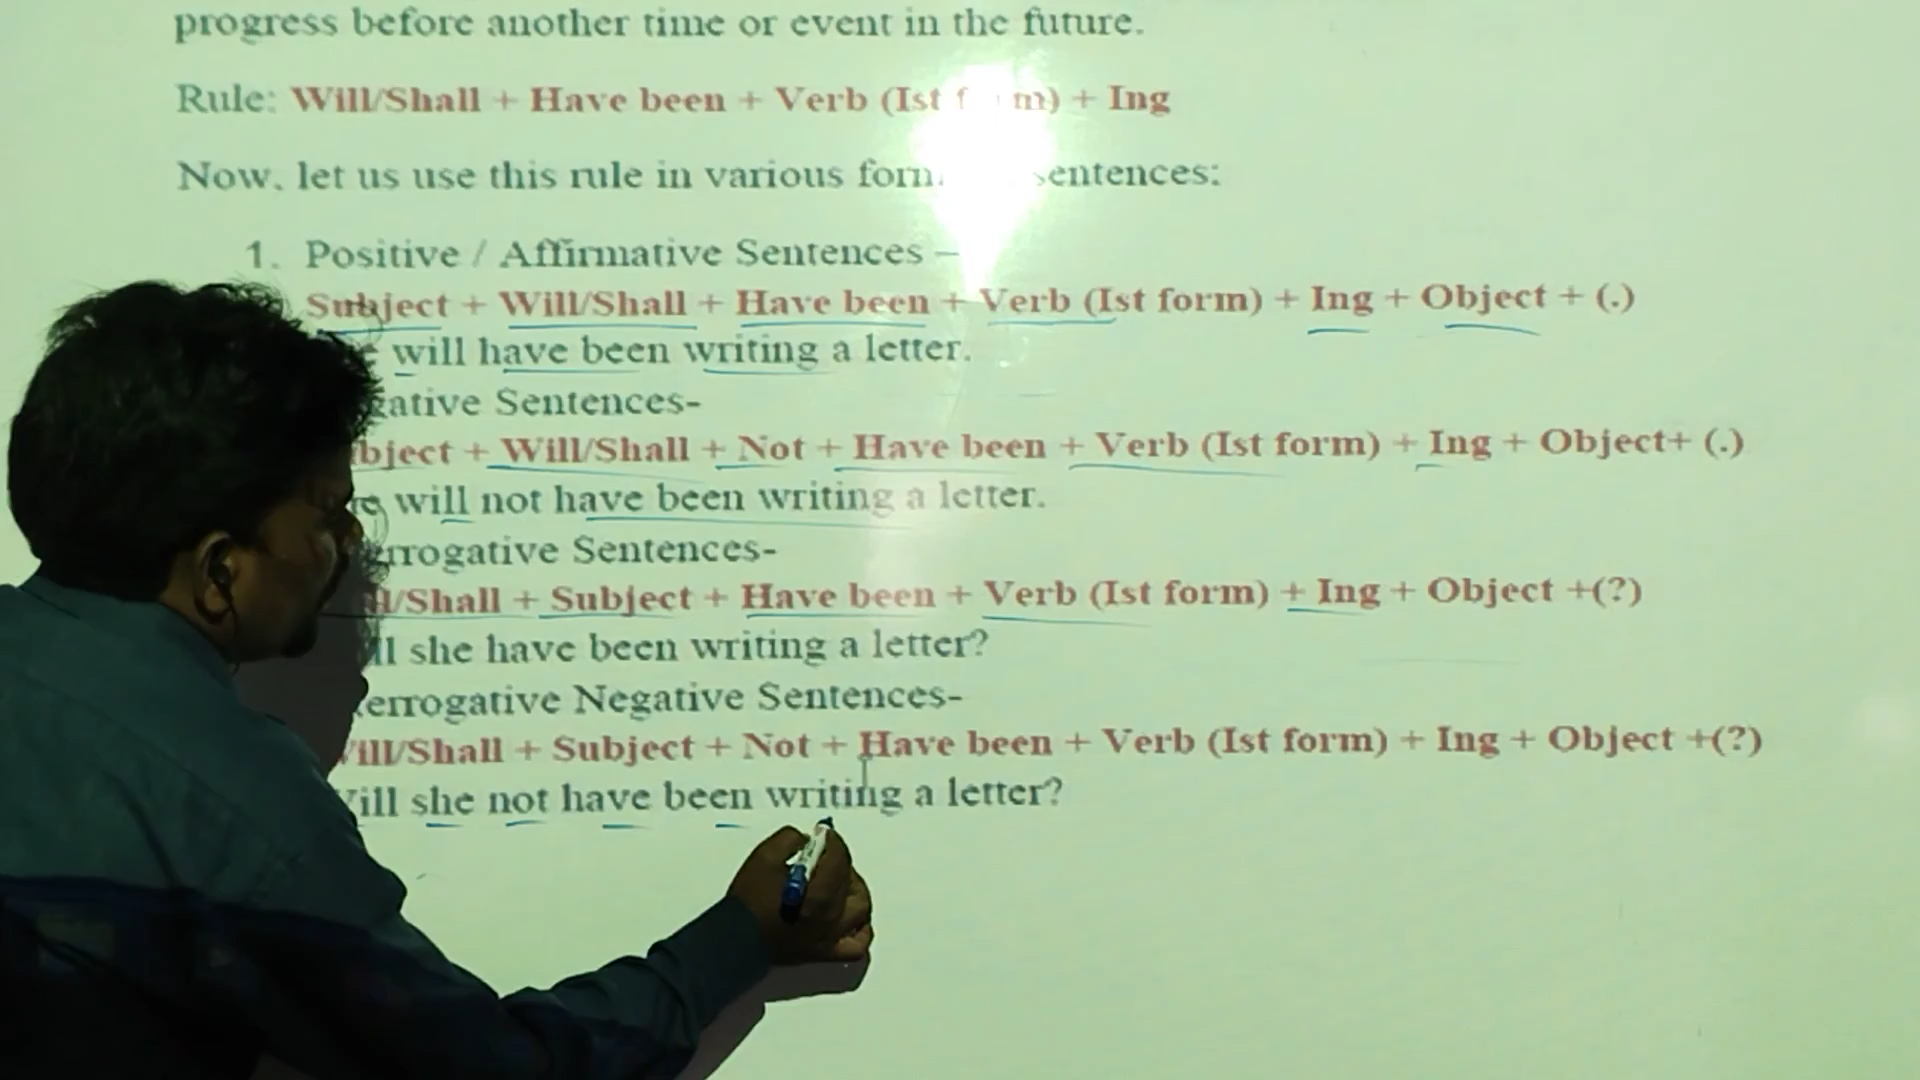 progress before another time or event in the future.
Rule: Will/Shall + Have been + Verb (Ist + Ing
Now, let us use this rule in various
1. Positive / Affirmative Sentences –
Subject + Will/Shall + Have been + Verb (Ist form) + Ing + Object + (.)
will have been writing a letter.
Sentences-
+ Will/Shall + Not + Have been + Verb (Ist form) + Ing + Object+ (.)
will not have been writing a letter.
Sentences-
/Shall + Subject + Have been + Verb (Ist form) + Ing + Object +(?)
she have been writing a letter?
Negative Sentences-
/Shall + Subject + Not + Have been + Verb (Ist form) + Ing + Object +(?)
she not have been writing a letter?